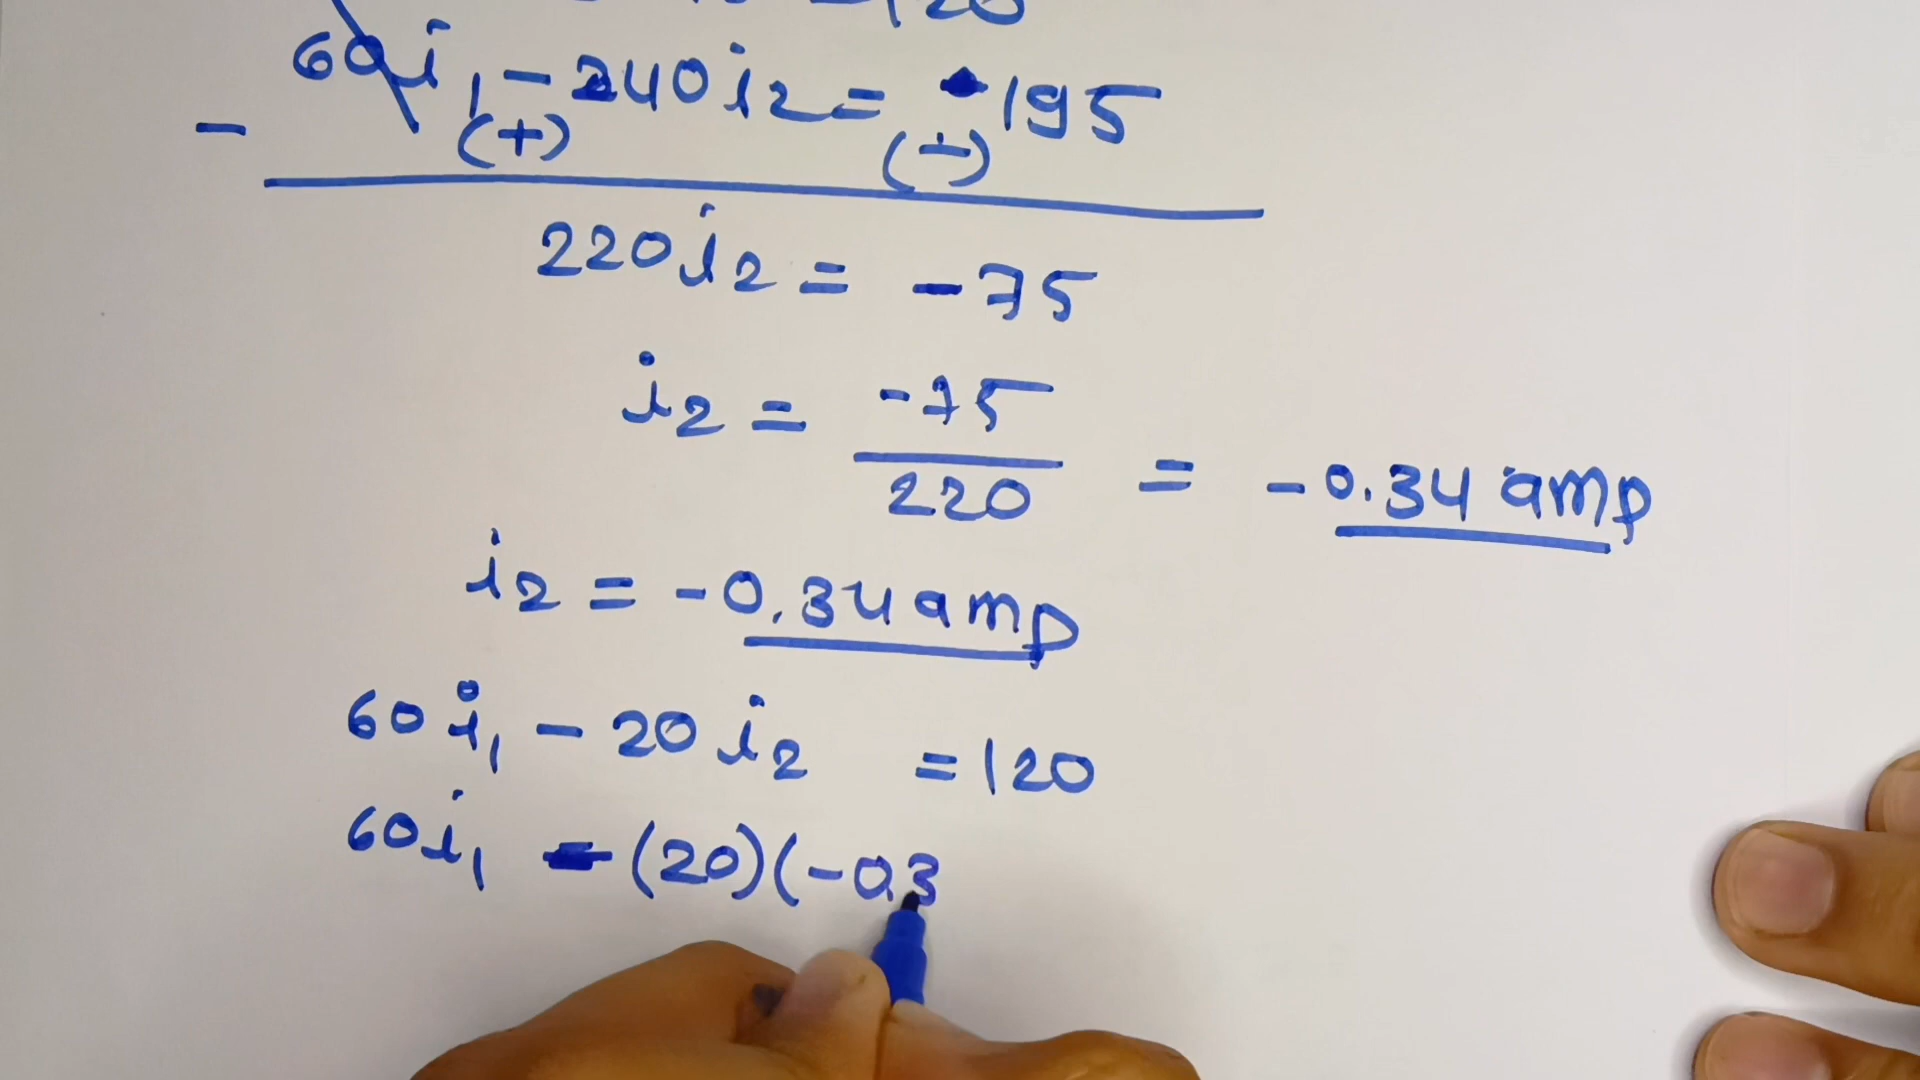 120
60i₁ - 240i₂ = -195
- (+) (+)
220i₂ = -75
i₂ = -75/220 = -0.34 amp
i₂ = -0.34 amp
60i₁ - 20i₂ = 120
60i₁ - (20)(-0.3